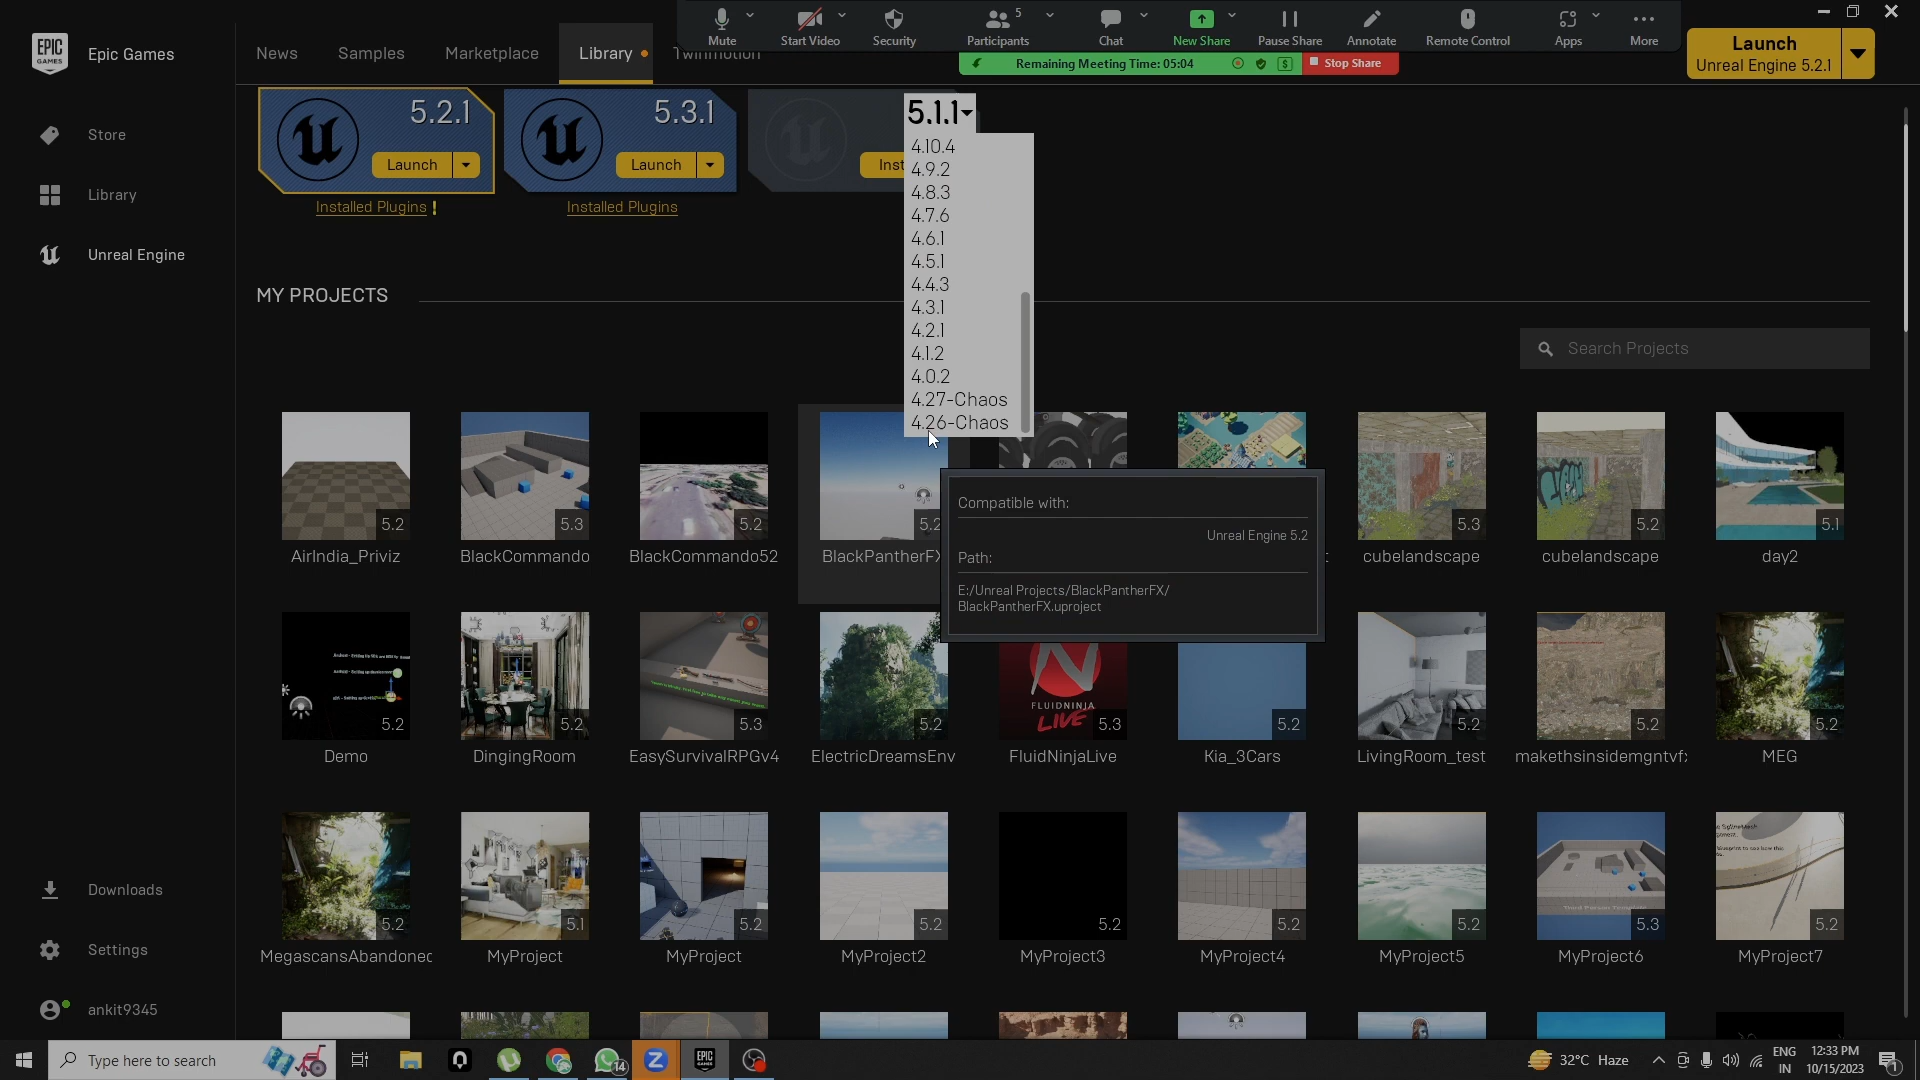 EPIC GAMES
Epic Games
News
Samples
Marketplace
Library
Twinmotion
Mute
Start Video
Security
Participants
5
Chat
New Share
Pause Share
Annotate
Remote Control
Apps
More
Remaining Meeting Time: 05:04
Stop Share
Launch
Unreal Engine 5.2.1
Store
Library
Unreal Engine
5.2.1
Launch
Installed Plugins
5.3.1
Launch
Installed Plugins
Inst
5.1.1
4.10.4
4.9.2
4.8.3
4.7.6
4.6.1
4.5.1
4.4.3
4.3.1
4.2.1
4.1.2
4.0.2
4.27-Chaos
4.26-Chaos
MY PROJECTS
Search Projects
5.2
5.3
5.2
5.2
5.3
5.2
5.1
AirIndia_Priviz
BlackCommando
BlackCommando52
BlackPantherFX
cubelandscape
cubelandscape
day2
Compatible with:
Unreal Engine 5.2
Path:
E:/Unreal Projects/BlackPantherFX/
BlackPantherFX.uproject
FLUIDNINJA
LIVE
5.2
5.2
5.3
5.2
5.3
5.2
5.2
5.2
5.2
Demo
DingingRoom
EasySurvivalRPGv4
ElectricDreamsEnv
FluidNinjaLive
Kia_3Cars
LivingRoom_test
makethsinsidemgntvf
MEG
5.2
5.1
5.2
5.2
5.2
5.2
5.2
5.3
5.2
MegascansAbandoned
MyProject
MyProject
MyProject2
MyProject3
MyProject4
MyProject5
MyProject6
MyProject7
Downloads
Settings
ankit9345
Type here to search
14
32°C Haze
ENG
IN
12:33 PM
10/15/2023
1